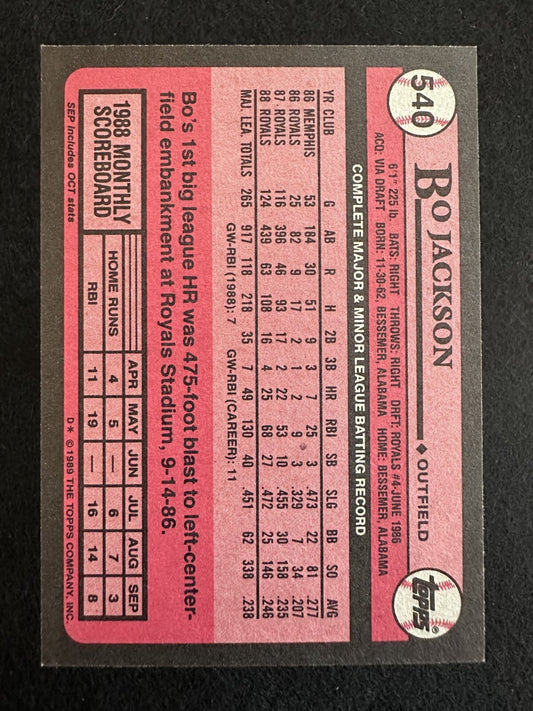 540
BO JACKSON
◆ OUTFIELD
TOPPS®
6'1" 225 lb. BATS: RIGHT THROWS: RIGHT DRFT: ROYALS #4-JUNE 1986
ACQ: VIA DRAFT BORN: 11-30-62, BESSEMER, ALABAMA HOME: BESSEMER, ALABAMA
COMPLETE MAJOR & MINOR LEAGUE BATTING RECORD
YR CLUB G AB R H 2B 3B HR RBI SB SLG BB SO AVG
86 MEMPHIS 53 184 30 51 9 3 7 25 3 .473 22 81 .277
86 ROYALS 25 82 9 17 2 1 2 9 3 .329 7 34 .207
87 ROYALS 116 396 46 93 17 2 22 53 10 .455 30 158 .235
88 ROYALS 124 439 63 108 16 4 25 68 27 .472 25 146 .246
MAJ. LEA. TOTALS 265 917 118 218 35 7 49 130 40 .451 62 338 .238
GW-RBI (1988): 7 GW-RBI (CAREER): 11
Bo's 1st big league HR was 475-foot blast to left-center-
field embankment at Royals Stadium, 9-14-86.
1988 MONTHLY
SCOREBOARD
SEP includes OCT stats
APR MAY JUN JUL AUG SEP
HOME RUNS 4 5 — 6 7 3
RBI 11 19 — 16 14 8
D* © 1989 THE TOPPS COMPANY, INC.